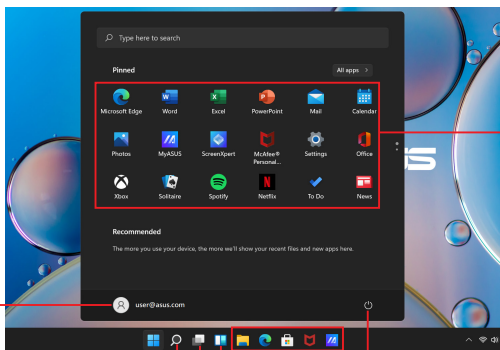 Type here to search
Pinned
All apps >
Microsoft Edge Word Excel PowerPoint Mail Calendar
Photos MyASUS ScreenXpert McAfee® Personal... Settings Office
Xbox Solitaire Spotify Netflix To Do News
Recommended
The more you use your device, the more we'll show your recent files and new apps here.
user@asus.com